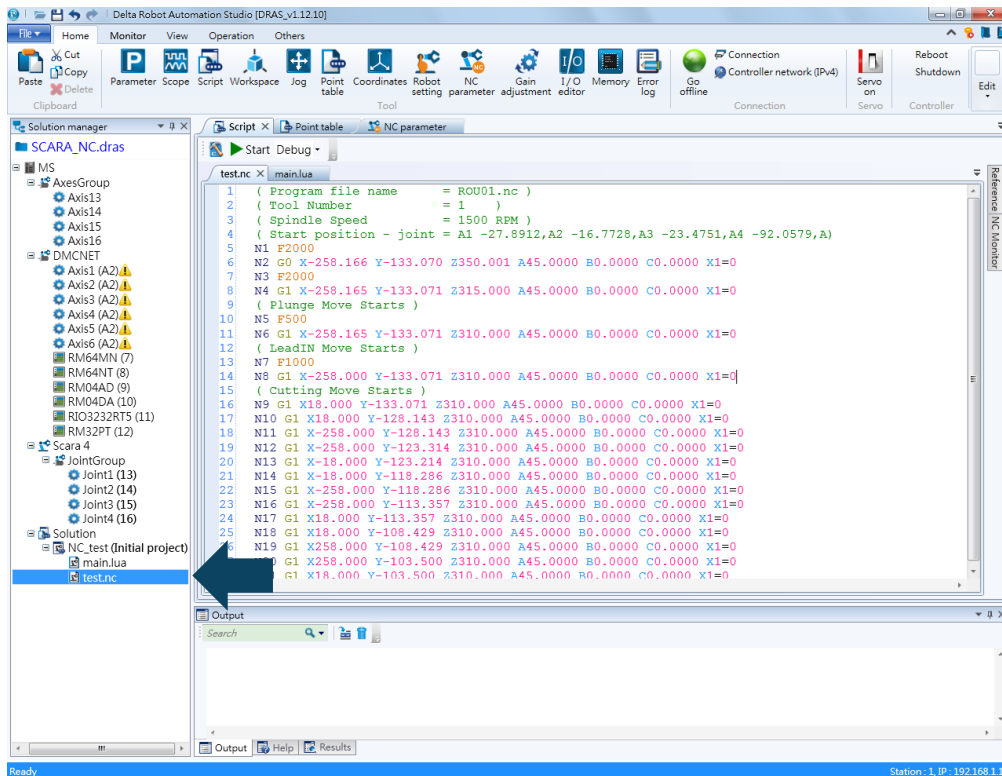 Delta Robot Automation Studio [DRAS_v1.12.10]
File Home Monitor View Operation Others
Paste
Cut
Copy
Delete
Clipboard
Parameter Scope Script Workspace Jog Point table Coordinates Robot setting NC parameter Gain adjustment I/O editor Memory Error log
Tool
Go offline
Connection
Controller network (IPv4)
Connection
Servo on
Servo
Reboot
Shutdown
Controller
Edit
Solution manager
SCARA_NC.dras
MS
AxesGroup
Axis13
Axis14
Axis15
Axis16
DMCNET
Axis1 (A2)
Axis2 (A2)
Axis3 (A2)
Axis4 (A2)
Axis5 (A2)
Axis6 (A2)
RM64MN (7)
RM64NT (8)
RM04AD (9)
RM04DA (10)
RIO3232RT5 (11)
RM32PT (12)
Scara 4
JointGroup
Joint1 (13)
Joint2 (14)
Joint3 (15)
Joint4 (16)
Solution
NC_test (Initial project)
main.lua
test.nc
Script Point table NC parameter
Start Debug
test.nc main.lua
1 ( Program file name = ROU01.nc )
2 ( Tool Number = 1 )
3 ( Spindle Speed = 1500 RPM )
4 ( Start position - joint = A1 -27.8912,A2 -16.7728,A3 -23.4751,A4 -92.0579,A)
5 N1 F2000
6 N2 G0 X-258.166 Y-133.070 Z350.001 A45.0000 B0.0000 C0.0000 X1=0
7 N3 F2000
8 N4 G1 X-258.165 Y-133.071 Z315.000 A45.0000 B0.0000 C0.0000 X1=0
9 ( Plunge Move Starts )
10 N5 F500
11 N6 G1 X-258.165 Y-133.071 Z310.000 A45.0000 B0.0000 C0.0000 X1=0
12 ( LeadIN Move Starts )
13 N7 F1000
14 N8 G1 X-258.000 Y-133.071 Z310.000 A45.0000 B0.0000 C0.0000 X1=0
15 ( Cutting Move Starts )
16 N9 G1 X18.000 Y-133.071 Z310.000 A45.0000 B0.0000 C0.0000 X1=0
17 N10 G1 X18.000 Y-128.143 Z310.000 A45.0000 B0.0000 C0.0000 X1=0
18 N11 G1 X-258.000 Y-128.143 Z310.000 A45.0000 B0.0000 C0.0000 X1=0
19 N12 G1 X-258.000 Y-123.314 Z310.000 A45.0000 B0.0000 C0.0000 X1=0
20 N13 G1 X-18.000 Y-123.214 Z310.000 A45.0000 B0.0000 C0.0000 X1=0
21 N14 G1 X-18.000 Y-118.286 Z310.000 A45.0000 B0.0000 C0.0000 X1=0
22 N15 G1 X-258.000 Y-118.286 Z310.000 A45.0000 B0.0000 C0.0000 X1=0
23 N16 G1 X-258.000 Y-113.357 Z310.000 A45.0000 B0.0000 C0.0000 X1=0
24 N17 G1 X18.000 Y-113.357 Z310.000 A45.0000 B0.0000 C0.0000 X1=0
25 N18 G1 X18.000 Y-108.429 Z310.000 A45.0000 B0.0000 C0.0000 X1=0
N19 G1 X258.000 Y-108.429 Z310.000 A45.0000 B0.0000 C0.0000 X1=0
G1 X258.000 Y-103.500 Z310.000 A45.0000 B0.0000 C0.0000 X1=0
G1 X18.000 Y-103.500 Z310.000 A45.0000 B0.0000 C0.0000 X1=0
Reference NC Monitor
Output
Search
Output Help Results
Ready
Station : 1, IP : 192.168.1.1